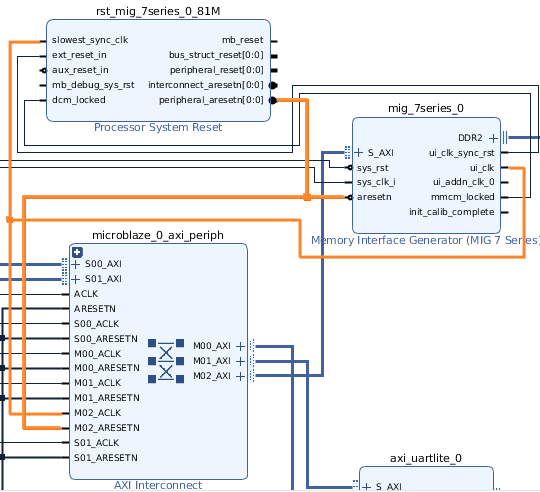 rst_mig_7series_0_81M
slowest_sync_clk
ext_reset_in
aux_reset_in
mb_debug_sys_rst
dcm_locked
mb_reset
bus_struct_reset[0:0]
peripheral_reset[0:0]
interconnect_aresetn[0:0]
peripheral_aresetn[0:0]
Processor System Reset
mig_7series_0
S_AXI
sys_rst
sys_clk_i
aresetn
DDR2
ui_clk_sync_rst
ui_clk
ui_addn_clk_0
mmcm_locked
init_calib_complete
Memory Interface Generator (MIG 7 Series)
microblaze_0_axi_periph
S00_AXI
S01_AXI
ACLK
ARESETN
S00_ACLK
S00_ARESETN
M00_ACLK
M00_ARESETN
M01_ACLK
M01_ARESETN
M02_ACLK
M02_ARESETN
S01_ACLK
S01_ARESETN
M00_AXI
M01_AXI
M02_AXI
AXI Interconnect
axi_uartlite_0
S_AXI